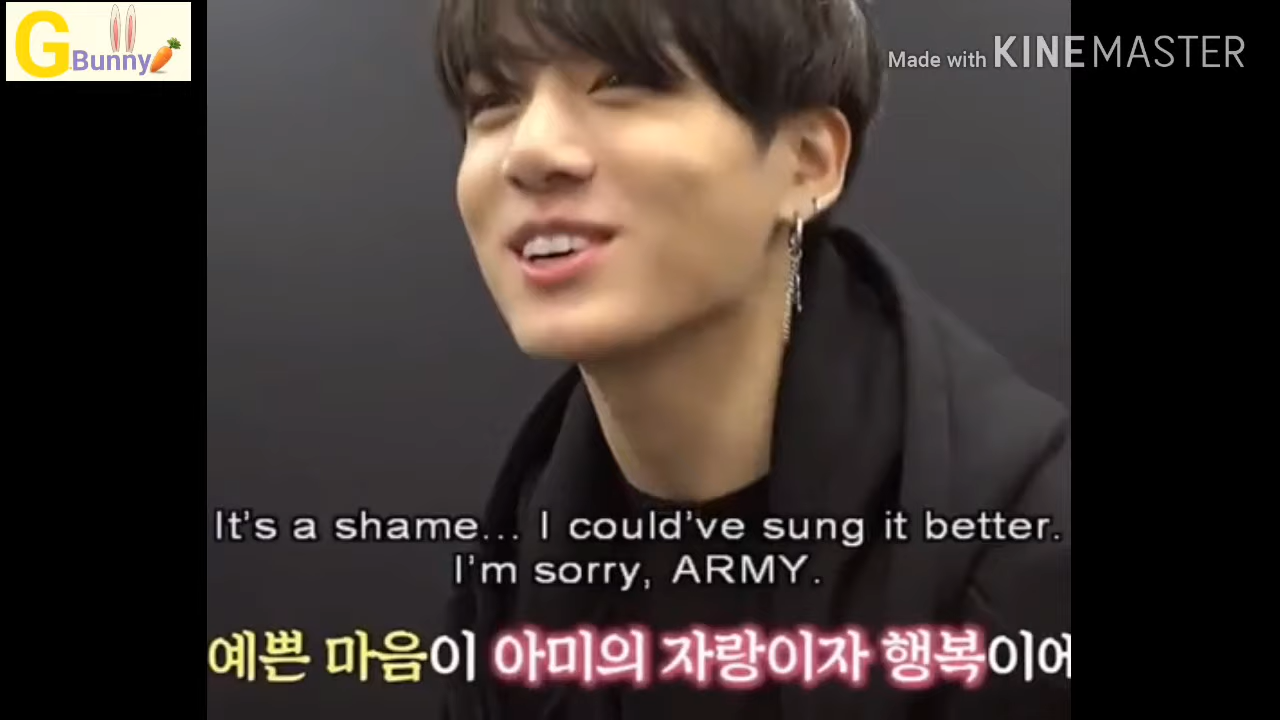 G Bunny
Made with KINEMASTER
It's a shame... I could've sung it better.
I'm sorry, ARMY.
예쁜 마음이 아미의 자랑이자 행복이어